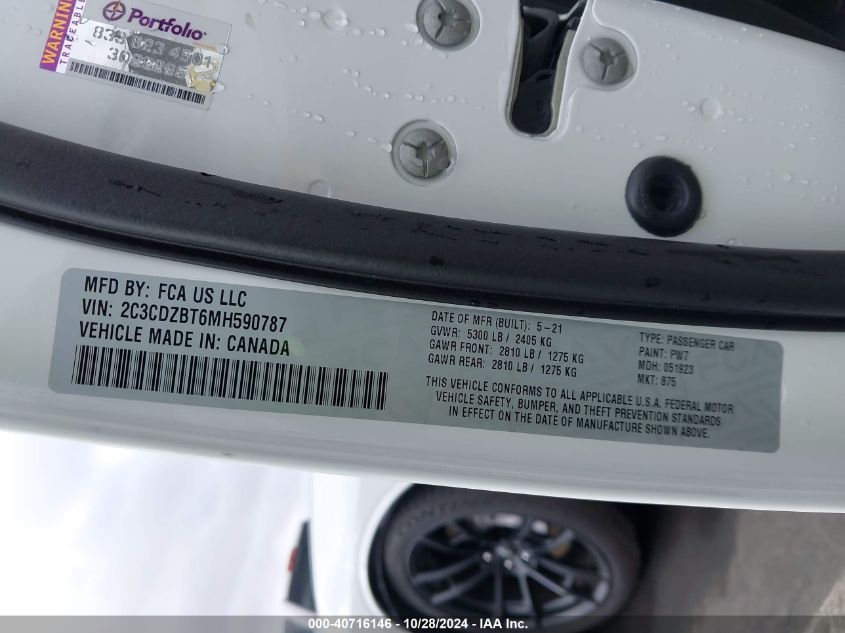 WARNING
TRACEABLE
Portfolio
MFD BY: FCA US LLC
VIN: 2C3CDZBT6MH590787
VEHICLE MADE IN: CANADA
DATE OF MFR (BUILT): 5-21
GVWR: 5300 LB / 2405 KG
GAWR FRONT: 2810 LB / 1275 KG
GAWR REAR: 2810 LB / 1275 KG
TYPE: PASSENGER CAR
PAINT: PW7
MDH: 051923
MKT: 875
THIS VEHICLE CONFORMS TO ALL APPLICABLE U.S.A. FEDERAL MOTOR
VEHICLE SAFETY, BUMPER, AND THEFT PREVENTION STANDARDS
IN EFFECT ON THE DATE OF MANUFACTURE SHOWN ABOVE.
000-40716146 - 10/28/2024 - IAA Inc.